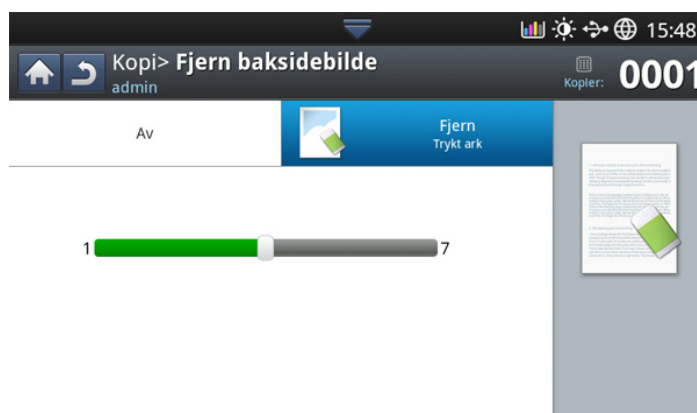 15:48
Kopi> Fjern baksidebilde
admin
Kopier: 0001
Av
Fjern
Trykt ark
1 7